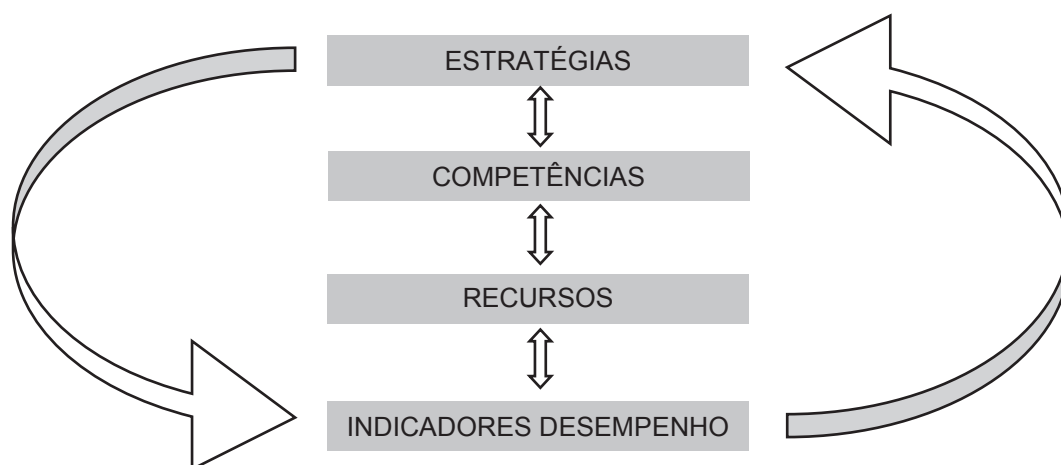 ESTRATÉGIAS
COMPETÊNCIAS
RECURSOS
INDICADORES DESEMPENHO